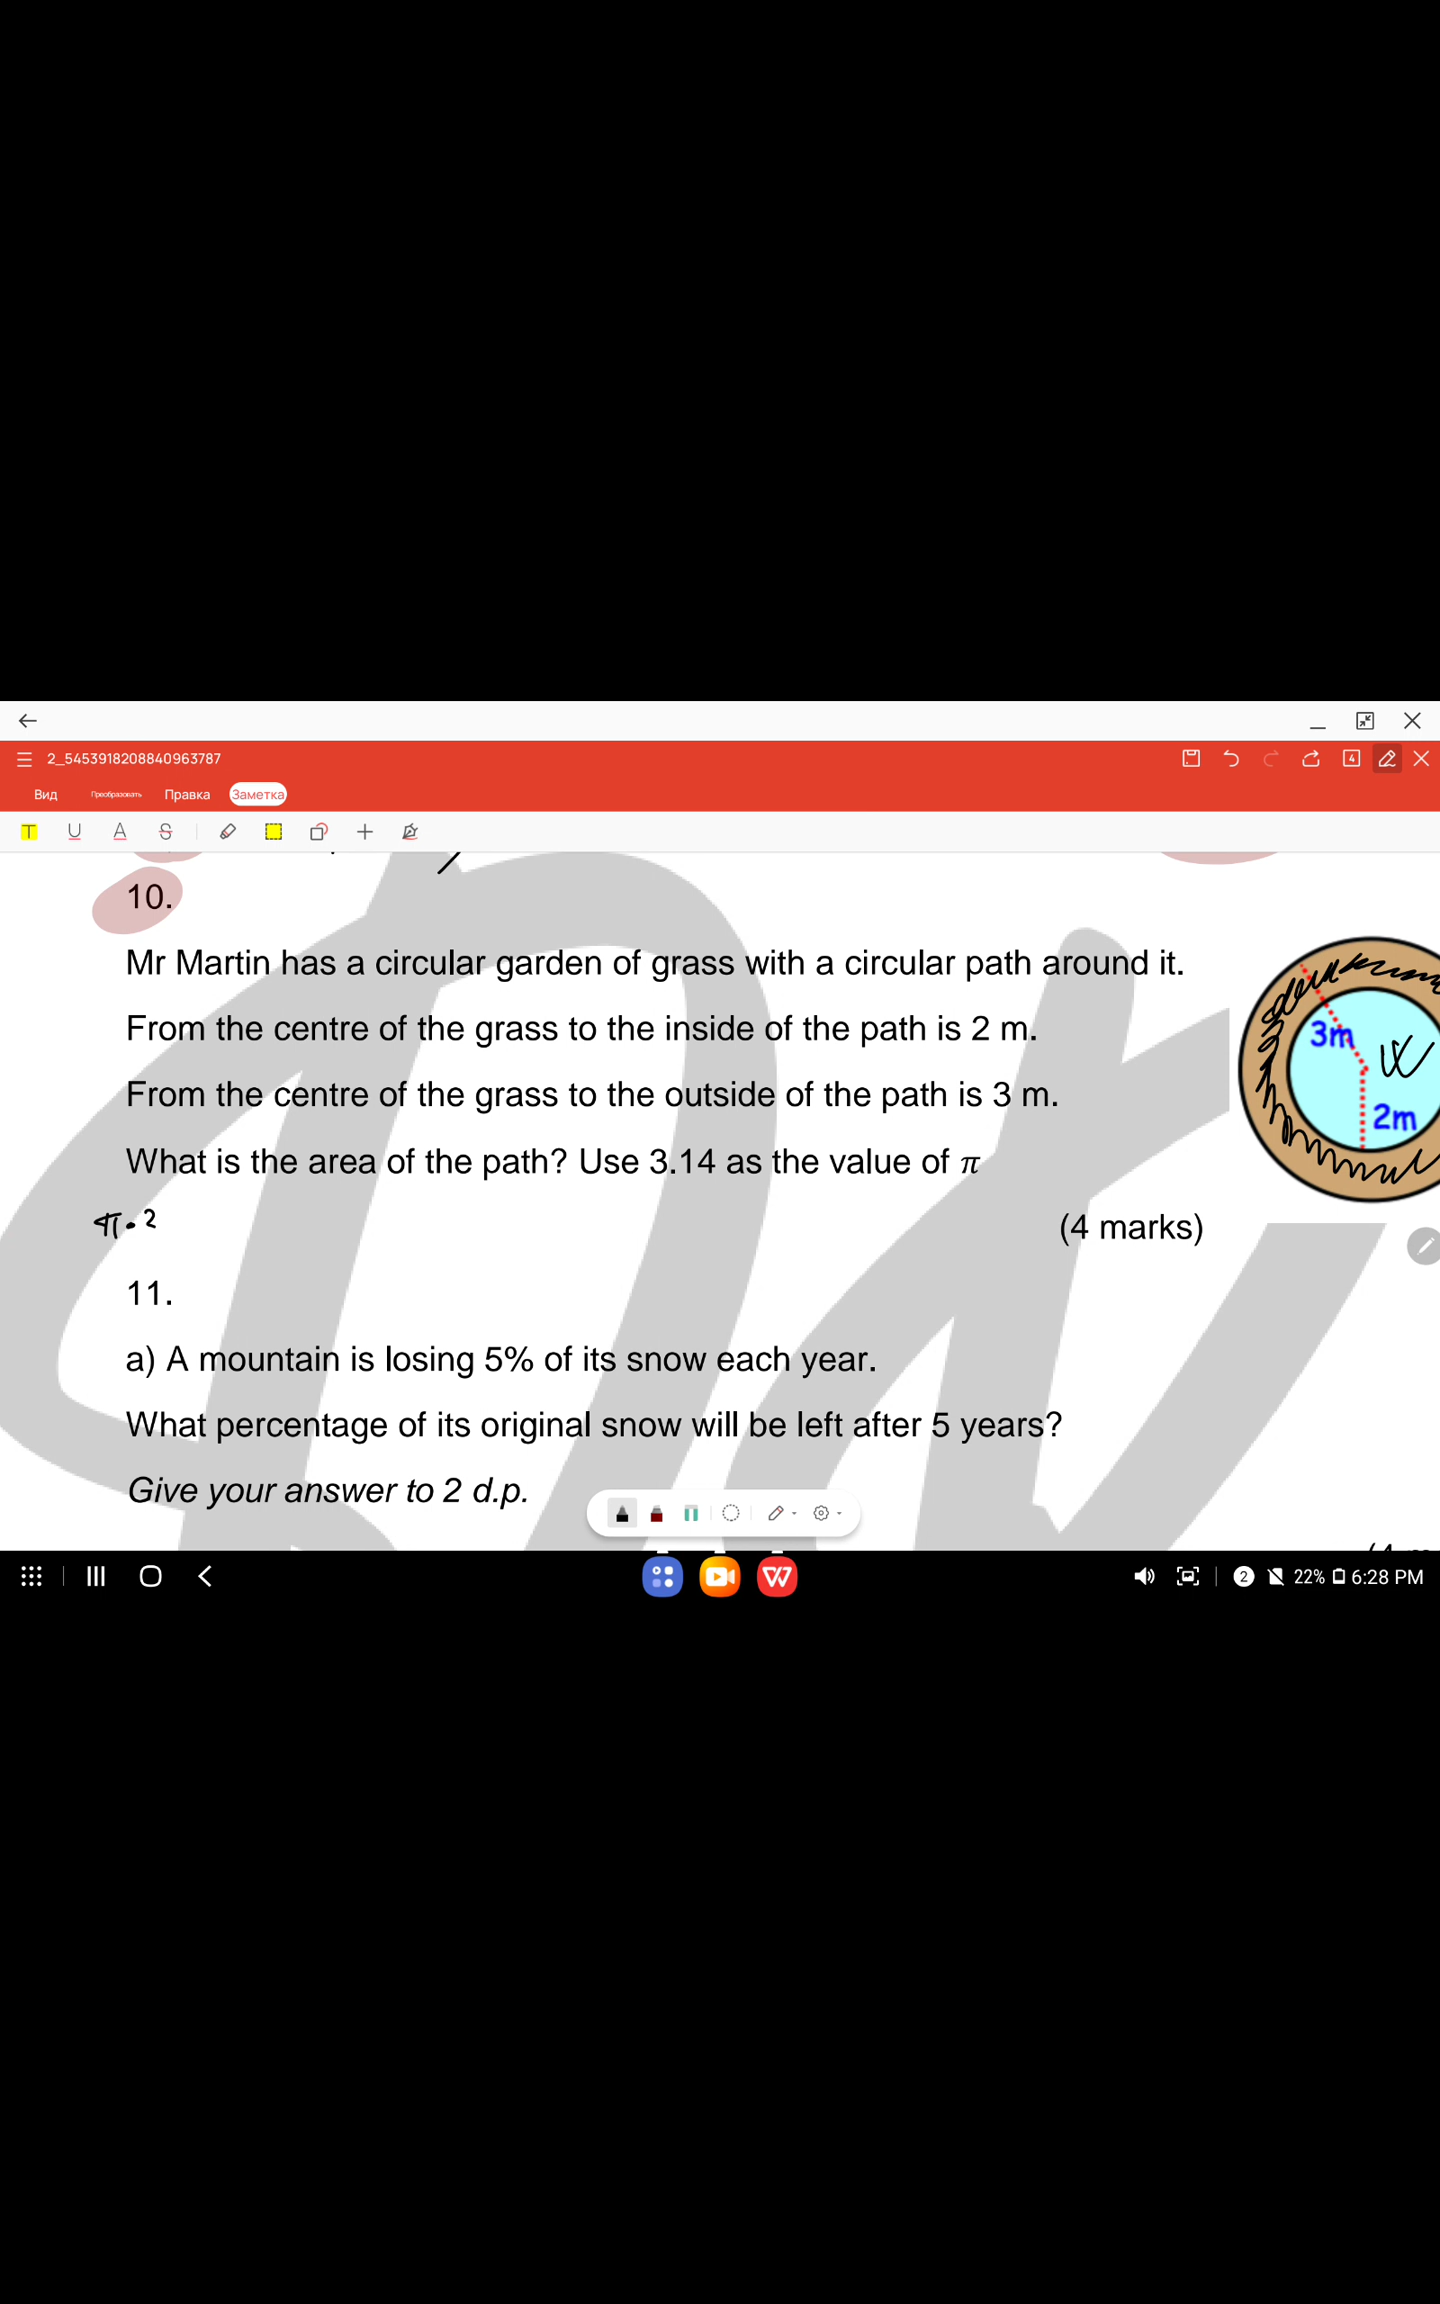 2_5453918208840963787
4
Вид Преобразовать Правка Заметка
T U A S
10.
Mr Martin has a circular garden of grass with a circular path around it.
From the centre of the grass to the inside of the path is 2 m.
From the centre of the grass to the outside of the path is 3 m.
What is the area of the path? Use 3.14 as the value of π
3m
2m
π · 2
(4 marks)
11.
a) A mountain is losing 5% of its snow each year.
What percentage of its original snow will be left after 5 years?
Give your answer to 2 d.p.
2 22% 6:28 PM